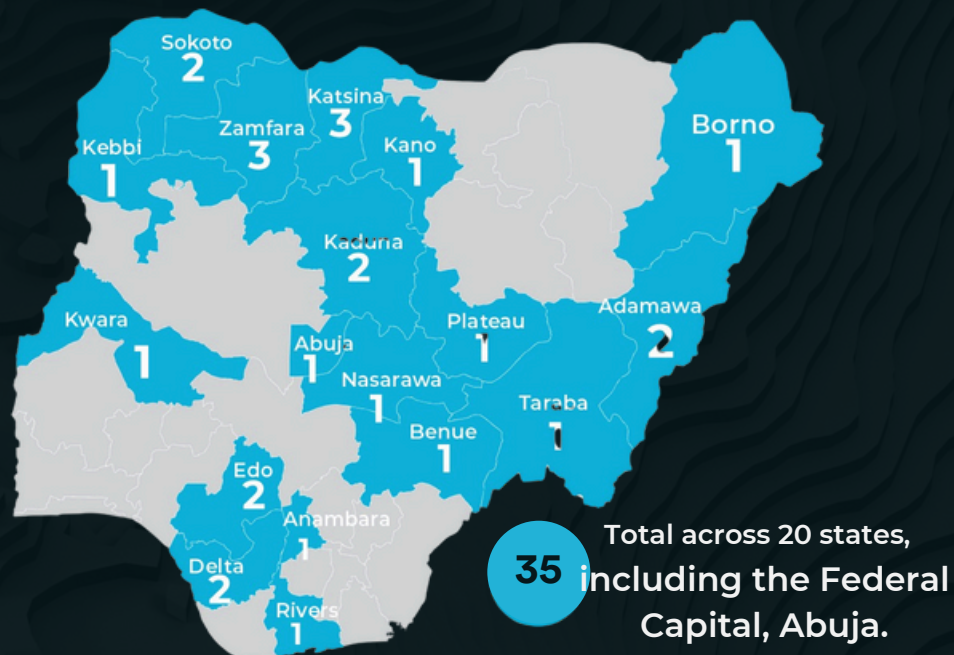 Sokoto
2
Katsina
3
Zamfara
3
Borno
1
Kano
1
Kebbi
1
Kaduna
2
Adamawa
2
Kwara
1
Plateau
1
Abuja
1
Nasarawa
1
Taraba
1
Benue
1
Edo
2
Anambara
1
Delta
2
Rivers
1
35
Total across 20 states,
including the Federal
Capital, Abuja.